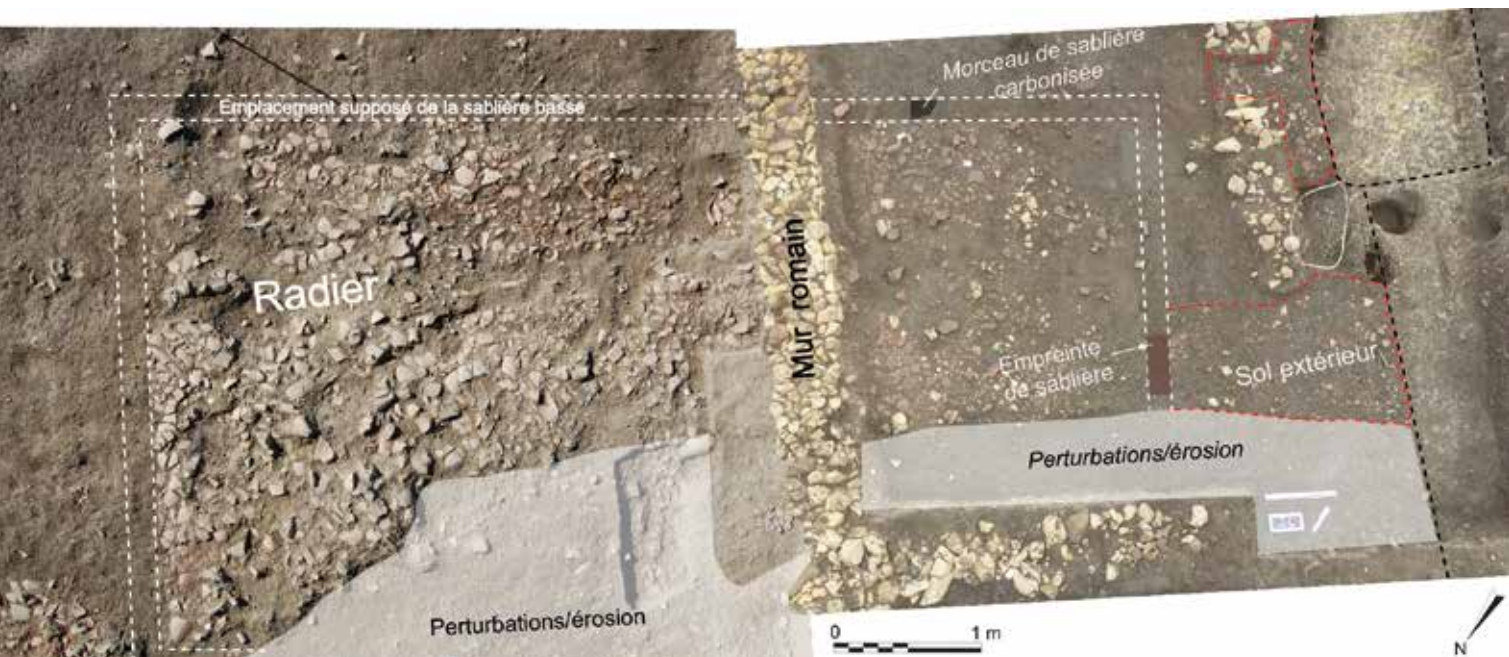 Morceau de sablière
carbonisée
Emplacement supposé de la sablière basse
Radier
Mur romain
Empreinte
de sablière
Sol extérieur
Perturbations/érosion
Perturbations/érosion
0 1 m
N